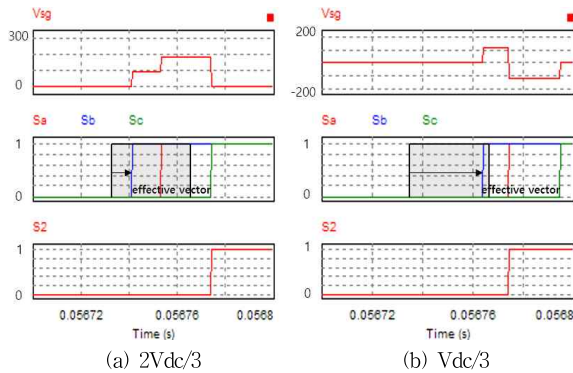 Vsg
300
0
Sa Sb Sc
1
effective vector
0
S2
1
0
0.05672 0.05676 0.0568
Time (s)
(a) 2Vdc/3
Vsg
200
0
-200
Sa Sb Sc
1
effective vector
0
S2
1
0
0.05672 0.05676 0.0568
Time (s)
(b) Vdc/3